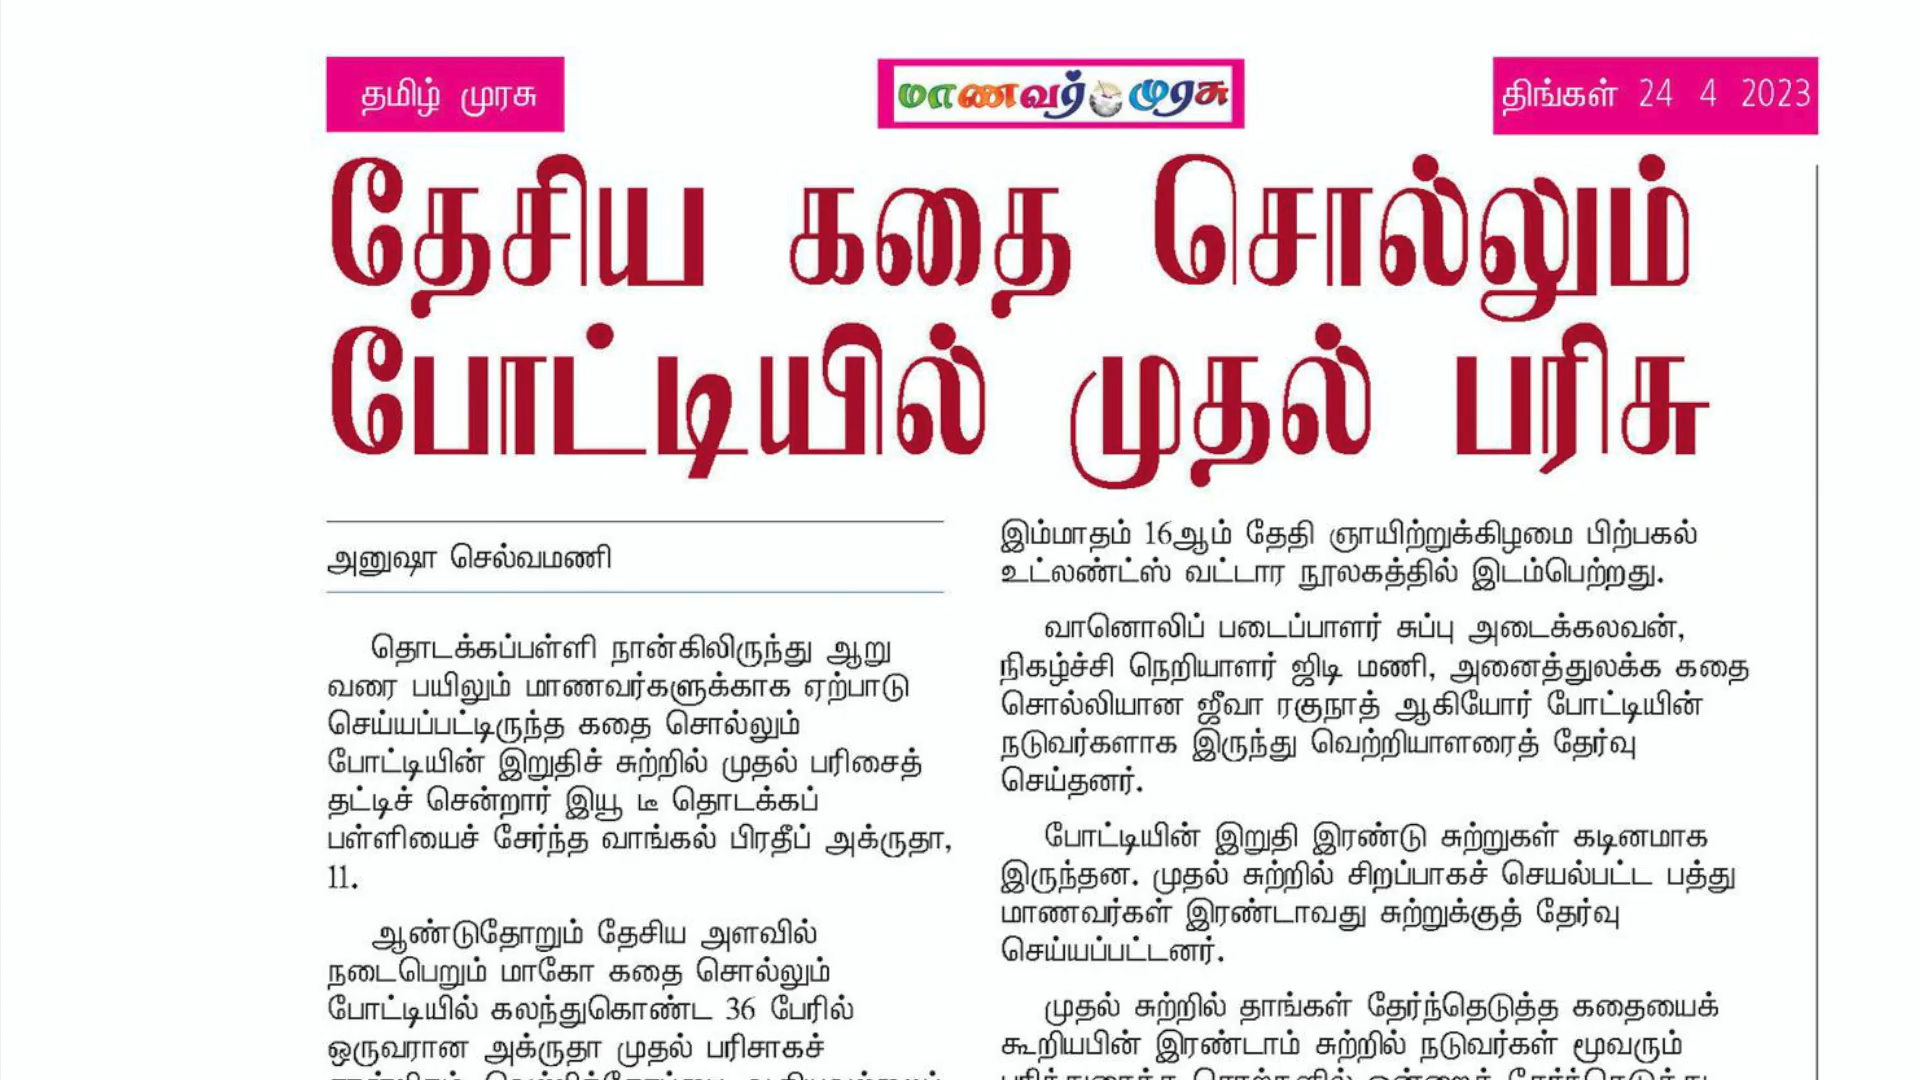 தமிழ் முரசு
மாணவர் முரசு
திங்கள் 24 4 2023
தேசிய கதை சொல்லும்
போட்டியில் முதல் பரிசு
அனுஷா செல்வமணி
தொடக்கப்பள்ளி நான்கிலிருந்து ஆறு
வரை பயிலும் மாணவர்களுக்காக ஏற்பாடு
செய்யப்பட்டிருந்த கதை சொல்லும்
போட்டியின் இறுதிச் சுற்றில் முதல் பரிசைத்
தட்டிச் சென்றார் இயூ டீ தொடக்கப்
பள்ளியைச் சேர்ந்த வாங்கல் பிரதீப் அக்ருதா,
11.
ஆண்டுதோறும் தேசிய அளவில்
நடைபெறும் மாகோ கதை சொல்லும்
போட்டியில் கலந்துகொண்ட 36 பேரில்
ஒருவரான அக்ருதா முதல் பரிசாகச்
இம்மாதம் 16ஆம் தேதி ஞாயிற்றுக்கிழமை பிற்பகல்
உட்லண்ட்ஸ் வட்டார நூலகத்தில் இடம்பெற்றது.
வானொலிப் படைப்பாளர் சுப்பு அடைக்கலவன்,
நிகழ்ச்சி நெறியாளர் ஜிடி மணி, அனைத்துலக்க கதை
சொல்லியான ஜீவா ரகுநாத் ஆகியோர் போட்டியின்
நடுவர்களாக இருந்து வெற்றியாளரைத் தேர்வு
செய்தனர்.
போட்டியின் இறுதி இரண்டு சுற்றுகள் கடினமாக
இருந்தன. முதல் சுற்றில் சிறப்பாகச் செயல்பட்ட பத்து
மாணவர்கள் இரண்டாவது சுற்றுக்குத் தேர்வு
செய்யப்பட்டனர்.
முதல் சுற்றில் தாங்கள் தேர்ந்தெடுத்த கதையைக்
கூறியபின் இரண்டாம் சுற்றில் நடுவர்கள் மூவரும்